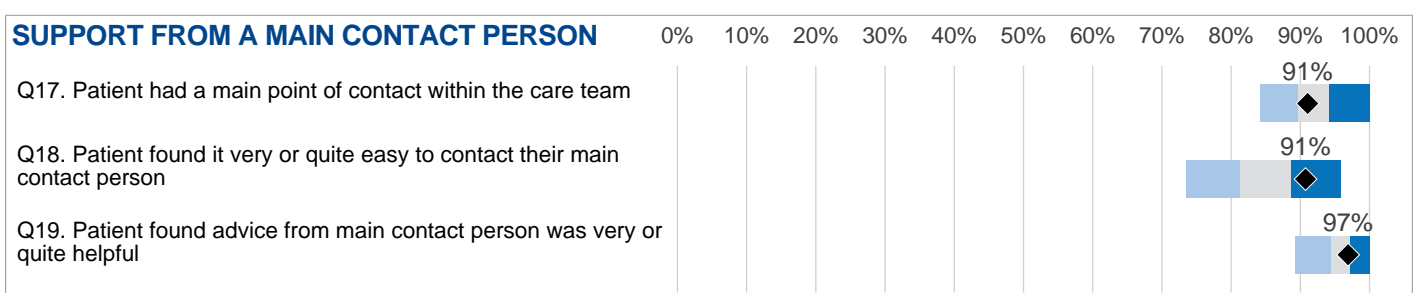 SUPPORT FROM A MAIN CONTACT PERSON 0% 10% 20% 30% 40% 50% 60% 70% 80% 90% 100%
Q17. Patient had a main point of contact within the care team
91%
Q18. Patient found it very or quite easy to contact their main
contact person
91%
Q19. Patient found advice from main contact person was very or
quite helpful
97%